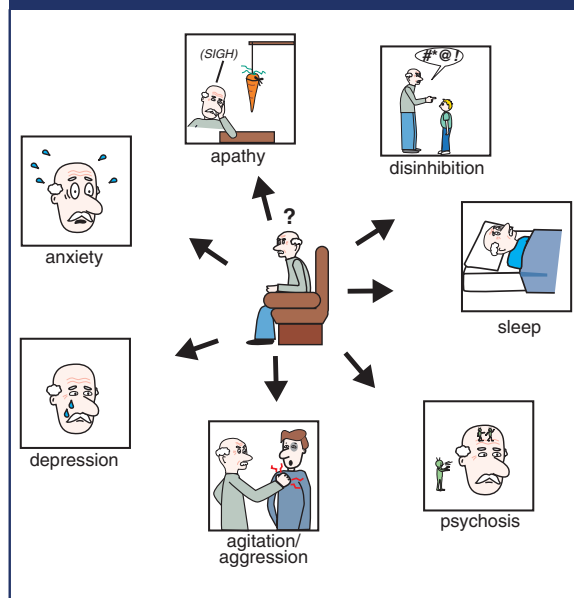 (SIGH)
apathy
#*@!
disinhibition
anxiety
?
sleep
depression
agitation/
aggression
psychosis